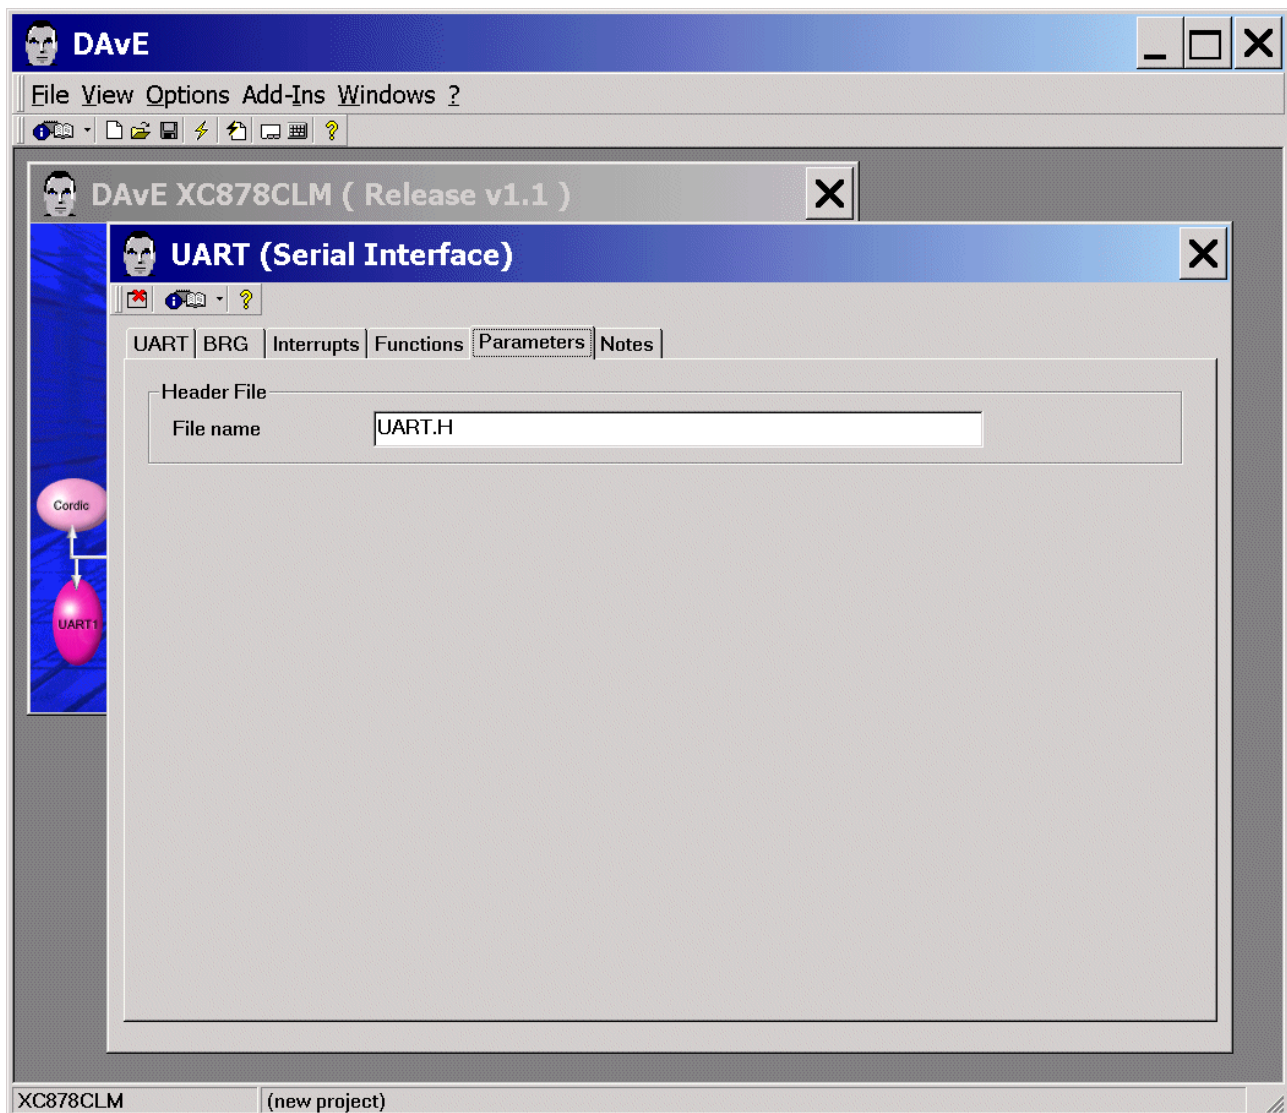 DAvE
File View Options Add-Ins Windows ?
DAvE XC878CLM ( Release v1.1 )
UART (Serial Interface)
UART BRG Interrupts Functions Parameters Notes
Header File
File name UART.H
Cordic
UART1
XC878CLM (new project)